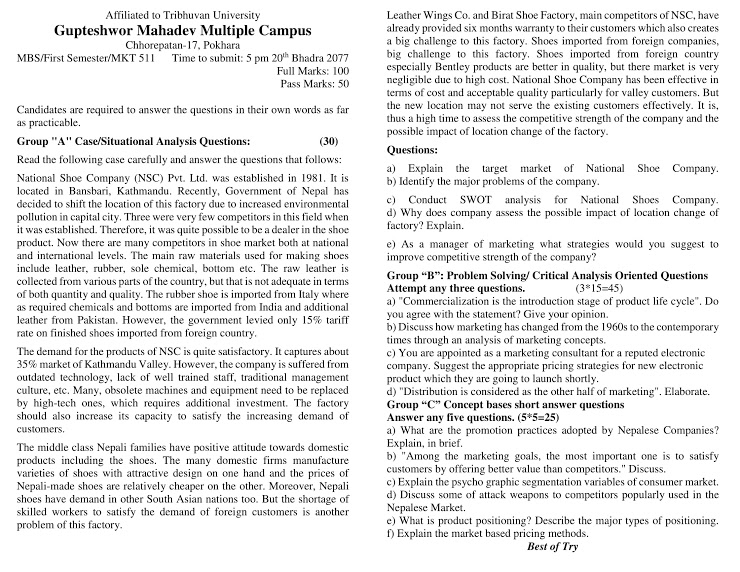 Affiliated to Tribhuvan University
Gupteshwor Mahadev Multiple Campus
Chhorepatan-17, Pokhara
MBS/First Semester/MKT 511 Time to submit: 5 pm 20th Bhadra 2077
Full Marks: 100
Pass Marks: 50
Candidates are required to answer the questions in their own words as far
as practicable.
Group "A" Case/Situational Analysis Questions: (30)
Read the following case carefully and answer the questions that follows:
National Shoe Company (NSC) Pvt. Ltd. was established in 1981. It is
located in Bansbari, Kathmandu. Recently, Government of Nepal has
decided to shift the location of this factory due to increased environmental
pollution in capital city. Three were very few competitors in this field when
it was established. Therefore, it was quite possible to be a dealer in the shoe
product. Now there are many competitors in shoe market both at national
and international levels. The main raw materials used for making shoes
include leather, rubber, sole chemical, bottom etc. The raw leather is
collected from various parts of the country, but that is not adequate in terms
of both quantity and quality. The rubber shoe is imported from Italy where
as required chemicals and bottoms are imported from India and additional
leather from Pakistan. However, the government levied only 15% tariff
rate on finished shoes imported from foreign country.
The demand for the products of NSC is quite satisfactory. It captures about
35% market of Kathmandu Valley. However, the company is suffered from
outdated technology, lack of well trained staff, traditional management
culture, etc. Many, obsolete machines and equipment need to be replaced
by high-tech ones, which requires additional investment. The factory
should also increase its capacity to satisfy the increasing demand of
customers.
The middle class Nepali families have positive attitude towards domestic
products including the shoes. The many domestic firms manufacture
varieties of shoes with attractive design on one hand and the prices of
Nepali-made shoes are relatively cheaper on the other. Moreover, Nepali
shoes have demand in other South Asian nations too. But the shortage of
skilled workers to satisfy the demand of foreign customers is another
problem of this factory.
Leather Wings Co. and Birat Shoe Factory, main competitors of NSC, have
already provided six months warranty to their customers which also creates
a big challenge to this factory. Shoes imported from foreign companies,
big challenge to this factory. Shoes imported from foreign country
especially Bentley products are better in quality, but there market is very
negligible due to high cost. National Shoe Company has been effective in
terms of cost and acceptable quality particularly for valley customers. But
the new location may not serve the existing customers effectively. It is,
thus a high time to assess the competitive strength of the company and the
possible impact of location change of the factory.
Questions:
a) Explain the target market of National Shoe Company.
b) Identify the major problems of the company.
c) Conduct SWOT analysis for National Shoes Company.
d) Why does company assess the possible impact of location change of
factory? Explain.
e) As a manager of marketing what strategies would you suggest to
improve competitive strength of the company?
Group “B”: Problem Solving/ Critical Analysis Oriented Questions
Attempt any three questions. (3*15=45)
a) "Commercialization is the introduction stage of product life cycle". Do
you agree with the statement? Give your opinion.
b) Discuss how marketing has changed from the 1960s to the contemporary
times through an analysis of marketing concepts.
c) You are appointed as a marketing consultant for a reputed electronic
company. Suggest the appropriate pricing strategies for new electronic
product which they are going to launch shortly.
d) "Distribution is considered as the other half of marketing". Elaborate.
Group “C” Concept bases short answer questions
Answer any five questions. (5*5=25)
a) What are the promotion practices adopted by Nepalese Companies?
Explain, in brief.
b) "Among the marketing goals, the most important one is to satisfy
customers by offering better value than competitors." Discuss.
c) Explain the psycho graphic segmentation variables of consumer market.
d) Discuss some of attack weapons to competitors popularly used in the
Nepalese Market.
e) What is product positioning? Describe the major types of positioning.
f) Explain the market based pricing methods.
Best of Try